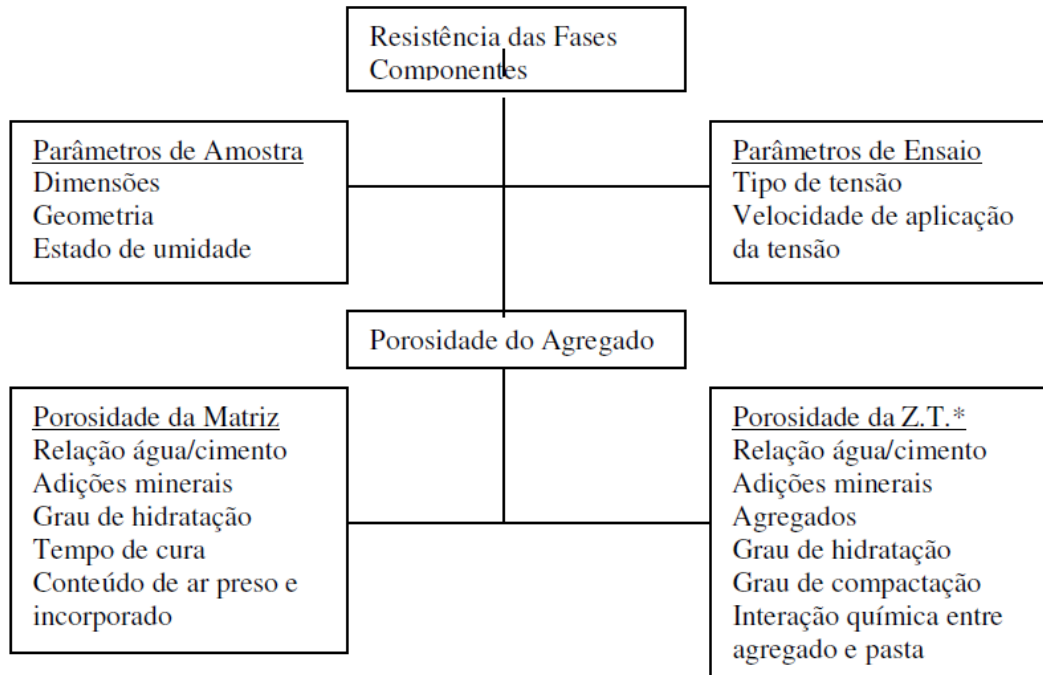 Resistência das Fases
Componentes
Parâmetros de Amostra
Dimensões
Geometria
Estado de umidade
Parâmetros de Ensaio
Tipo de tensão
Velocidade de aplicação
da tensão
Porosidade do Agregado
Porosidade da Matriz
Relação água/cimento
Adições minerais
Grau de hidratação
Tempo de cura
Conteúdo de ar preso e
incorporado
Porosidade da Z.T.*
Relação água/cimento
Adições minerais
Agregados
Grau de hidratação
Grau de compactação
Interação química entre
agregado e pasta